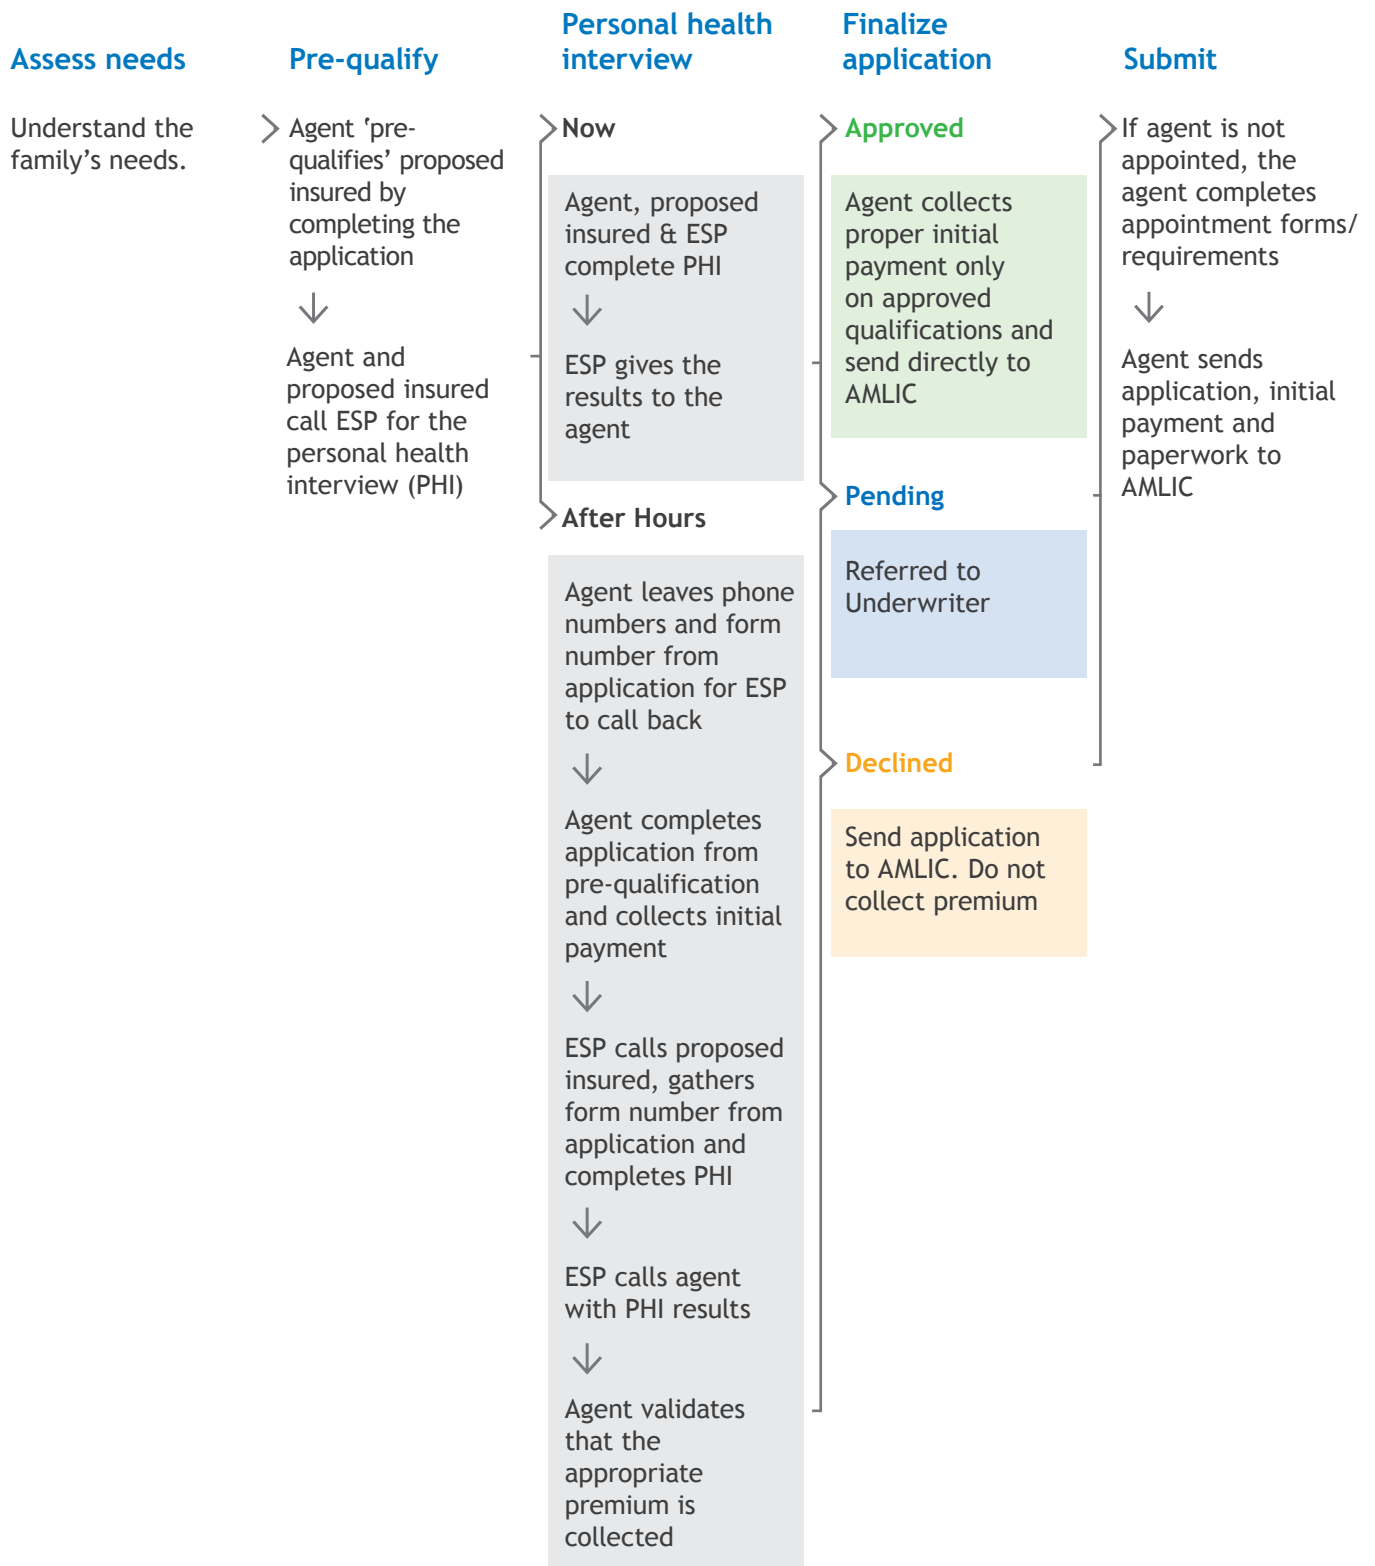 Assess needs
Understand the
family’s needs.
Pre-qualify
Agent ‘pre-
qualifies’ proposed
insured by
completing the
application
Agent and
proposed insured
call ESP for the
personal health
interview (PHI)
Personal health
interview
Now
Agent, proposed
insured & ESP
complete PHI
ESP gives the
results to the
agent
After Hours
Agent leaves phone
numbers and form
number from
application for ESP
to call back
Agent completes
application from
pre-qualification
and collects initial
payment
ESP calls proposed
insured, gathers
form number from
application and
completes PHI
ESP calls agent
with PHI results
Agent validates
that the
appropriate
premium is
collected
Finalize
application
Approved
Agent collects
proper initial
payment only
on approved
qualifications and
send directly to
AMLIC
Pending
Referred to
Underwriter
Declined
Send application
to AMLIC. Do not
collect premium
Submit
If agent is not
appointed, the
agent completes
appointment forms/
requirements
Agent sends
application, initial
payment and
paperwork to
AMLIC